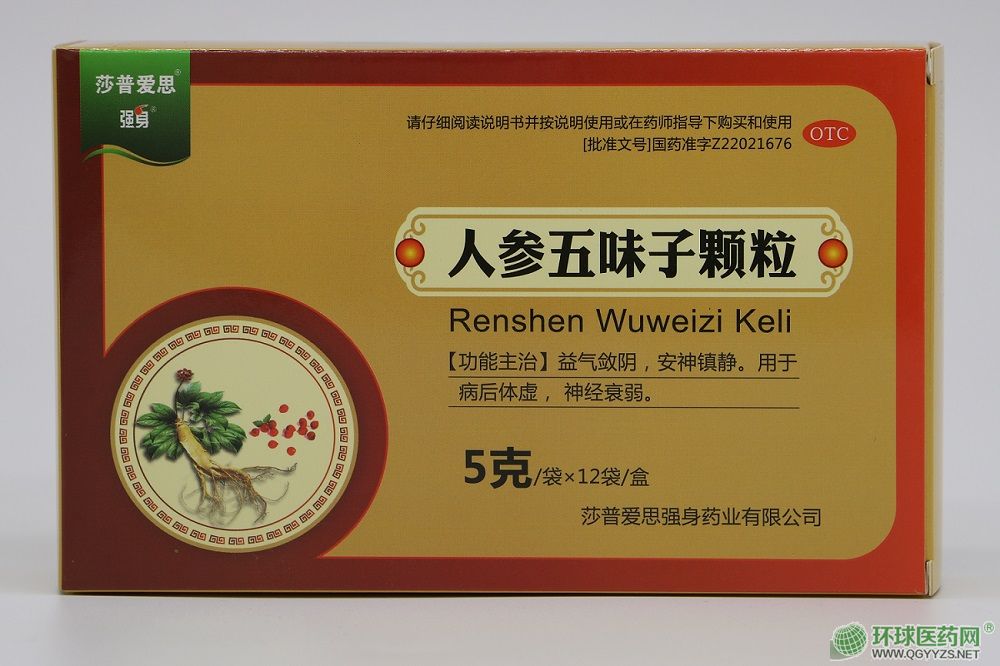 莎普爱思®
强身®
请仔细阅读说明书并按说明使用或在药师指导下购买和使用
[批准文号]国药准字Z22021676
OTC
人参五味子颗粒
Renshen Wuweizi Keli
【功能主治】益气敛阴，安神镇静。用于
病后体虚，神经衰弱。
5克/袋×12袋/盒
莎普爱思强身药业有限公司
环球医药网®
WWW.QGYYZS.NET